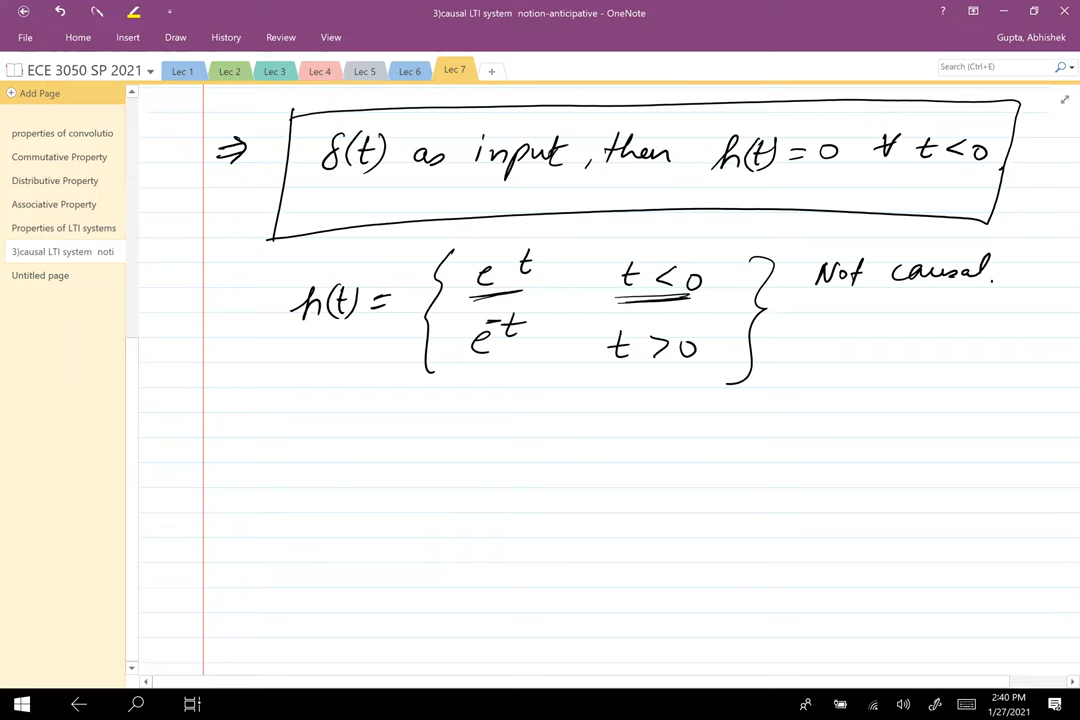 3)causal LTI system notion-anticipative - OneNote
File Home Insert Draw History Review View
Gupta, Abhishek
ECE 3050 SP 2021
Lec 1 Lec 2 Lec 3 Lec 4 Lec 5 Lec 6 Lec 7
Search (Ctrl+E)
Add Page
properties of convolutio
Commutative Property
Distributive Property
Associative Property
Properties of LTI systems
3)causal LTI system noti
Untitled page
⇒ δ(t) as input, then h(t) = 0 ∀ t < 0.
h(t) = { e^t t < 0 } Not causal.
e^-t t > 0
2:40 PM
1/27/2021